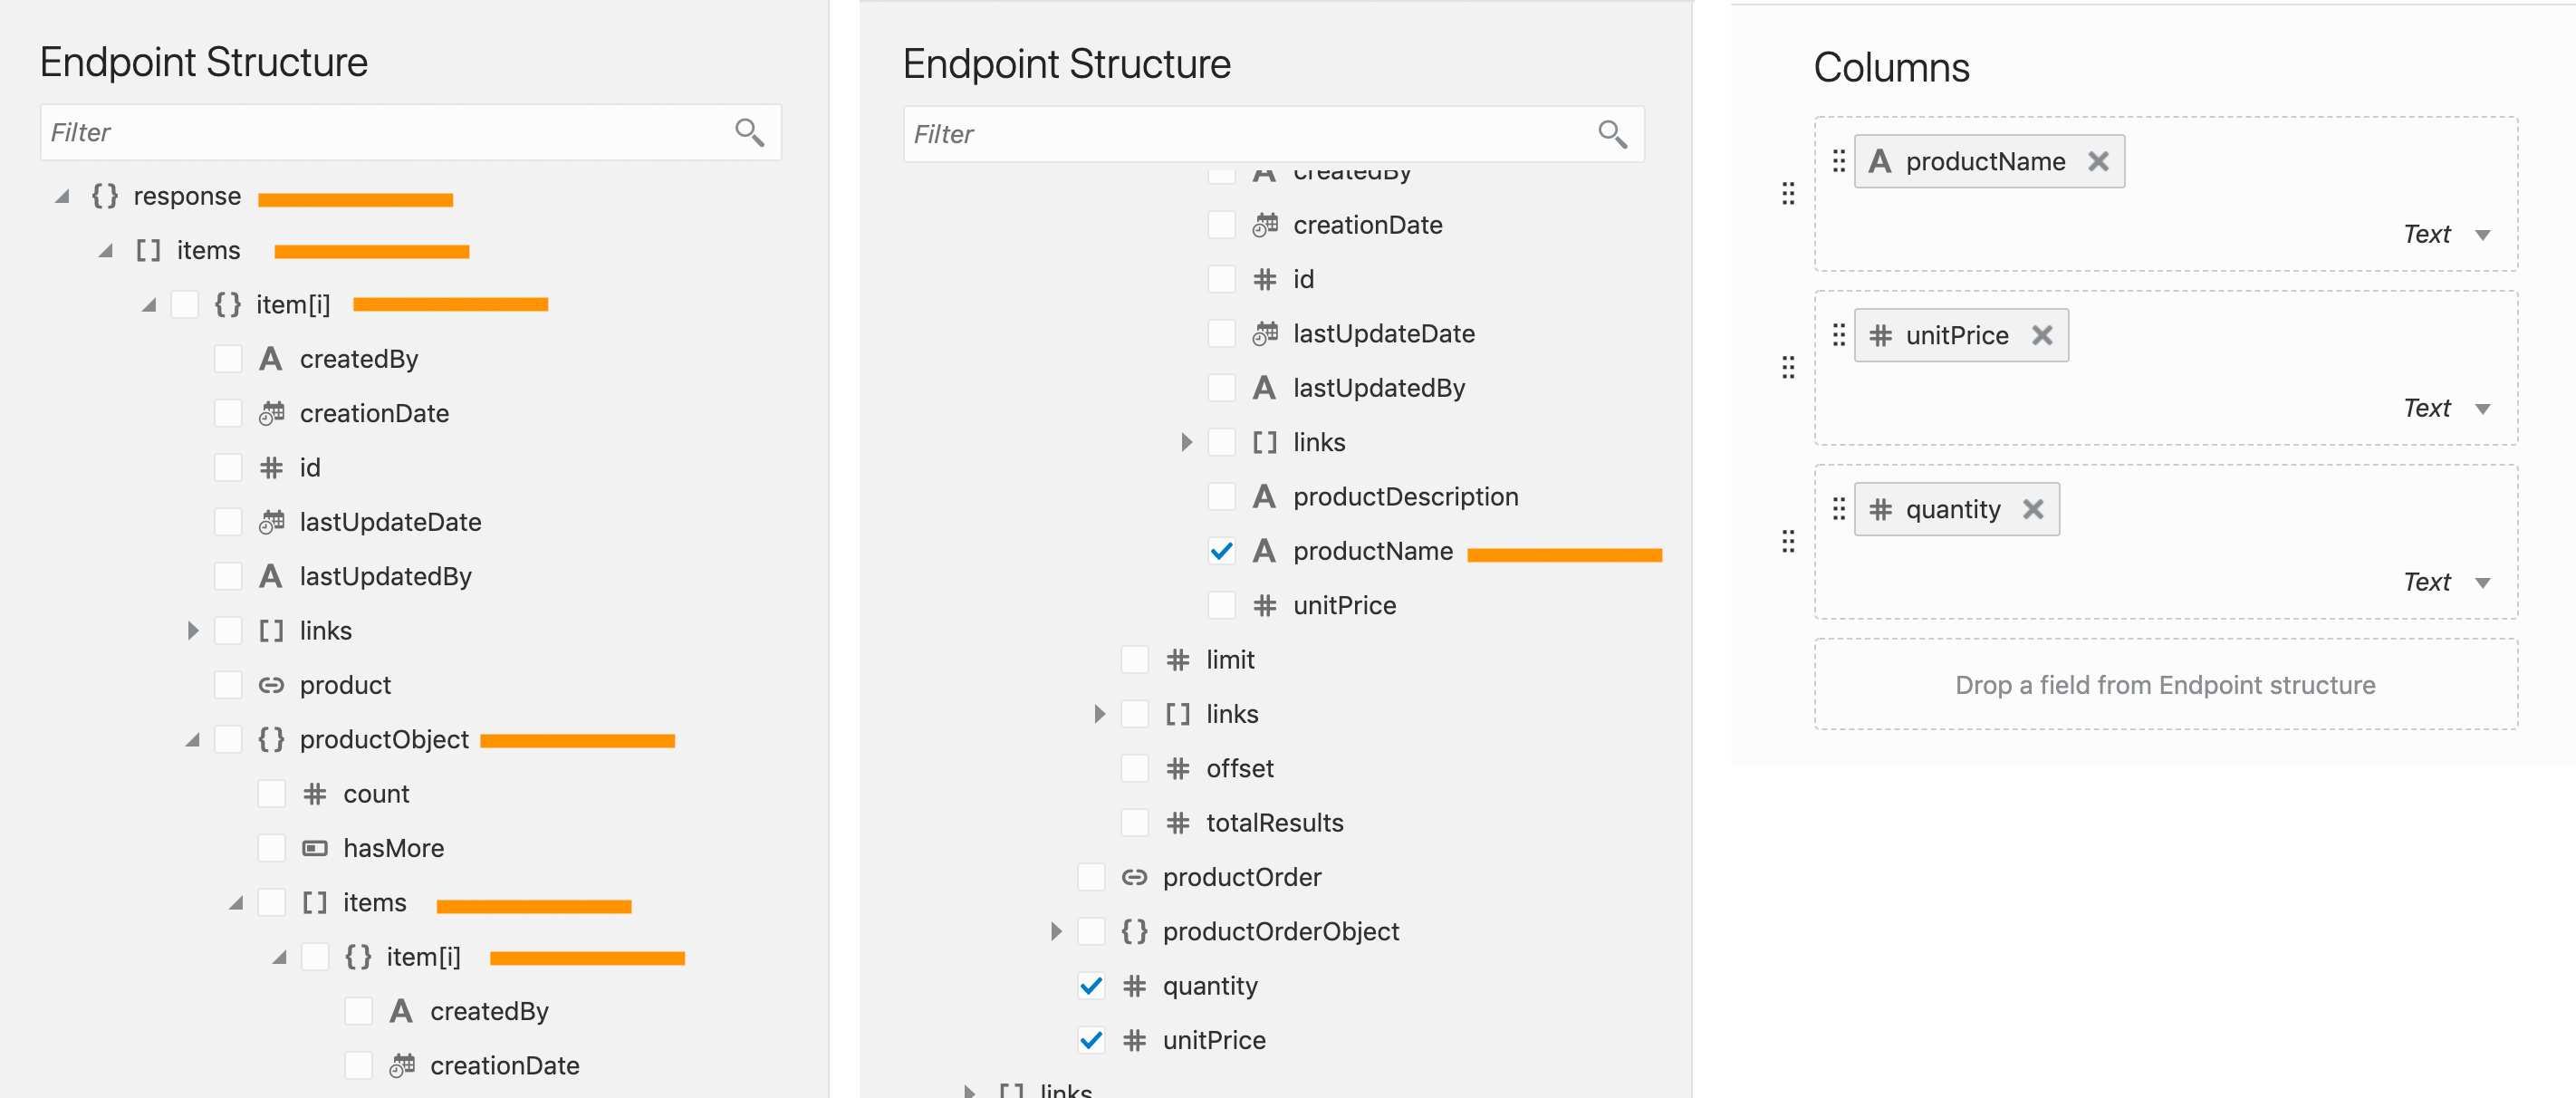 Endpoint Structure
Filter
{} response
[] items
{} item[i]
A createdBy
creationDate
# id
lastUpdateDate
A lastUpdatedBy
[] links
product
{} productObject
# count
hasMore
[] items
{} item[i]
A createdBy
creationDate
Endpoint Structure
Filter
A createdBy
creationDate
# id
lastUpdateDate
A lastUpdatedBy
[] links
A productDescription
A productName
# unitPrice
# limit
[] links
# offset
# totalResults
productOrder
{} productOrderObject
# quantity
# unitPrice
[] links
Columns
A productName
Text
# unitPrice
Text
# quantity
Text
Drop a field from Endpoint structure